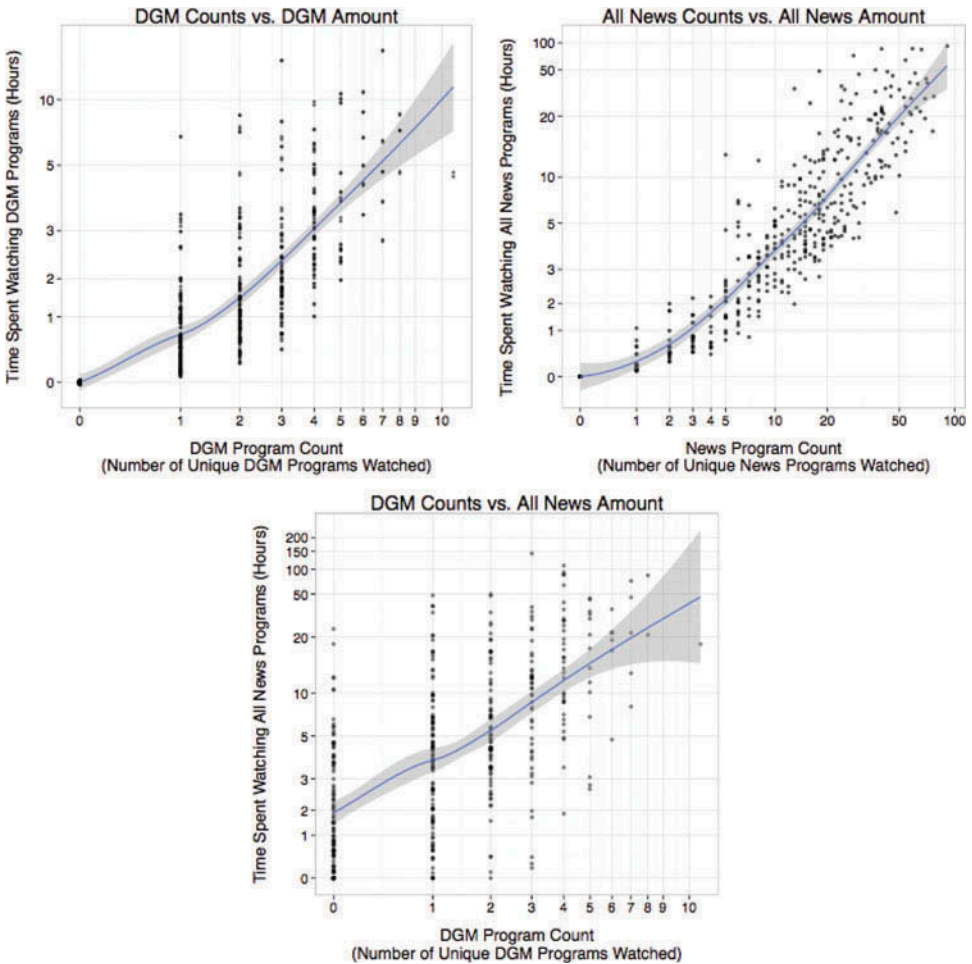 DGM Counts vs. DGM Amount
Time Spent Watching DGM Programs (Hours)
10
5
3
2
1
0
0 1 2 3 4 5 6 7 8 9 10
DGM Program Count
(Number of Unique DGM Programs Watched)
All News Counts vs. All News Amount
Time Spent Watching All News Programs (Hours)
100
50
20
10
5
3
2
1
0
0 1 2 3 4 5 10 20 50 100
News Program Count
(Number of Unique News Programs Watched)
DGM Counts vs. All News Amount
Time Spent Watching All News Programs (Hours)
200
150
100
50
20
10
5
3
2
1
0
0 1 2 3 4 5 6 7 8 9 10
DGM Program Count
(Number of Unique DGM Programs Watched)